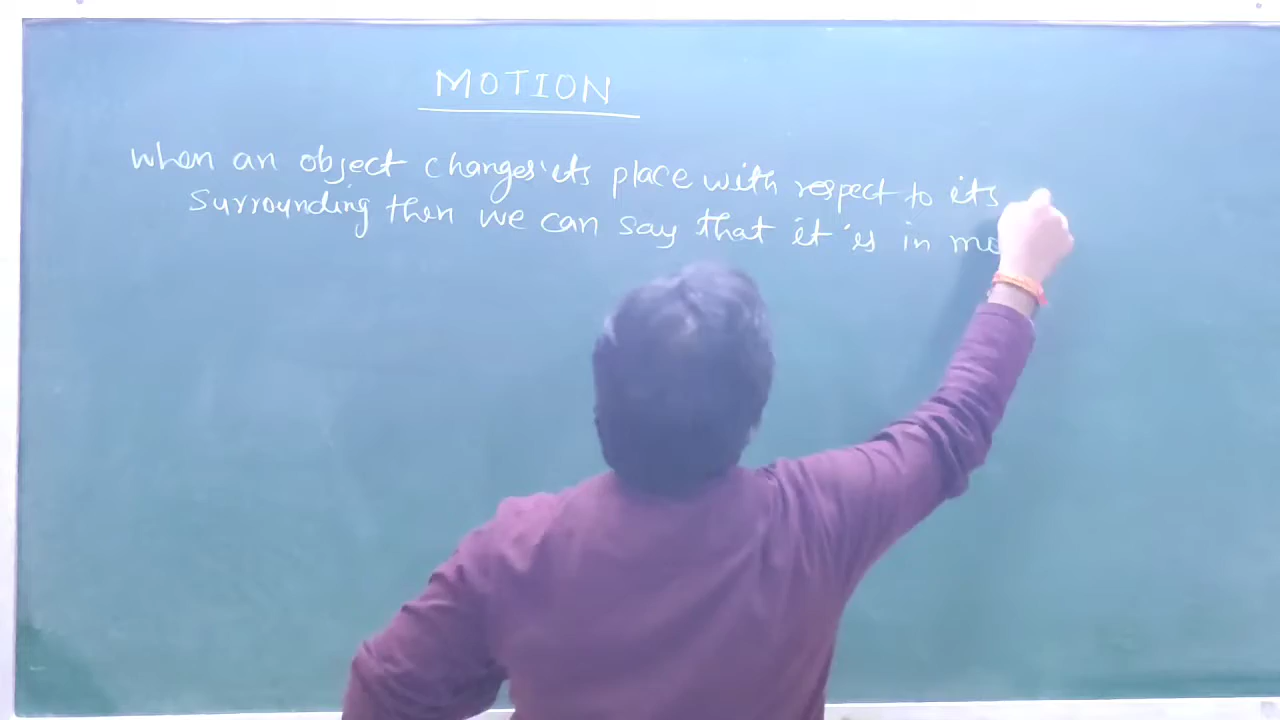 MOTION
when an object changes its place with respect to its
surrounding then we can say that it is in mo